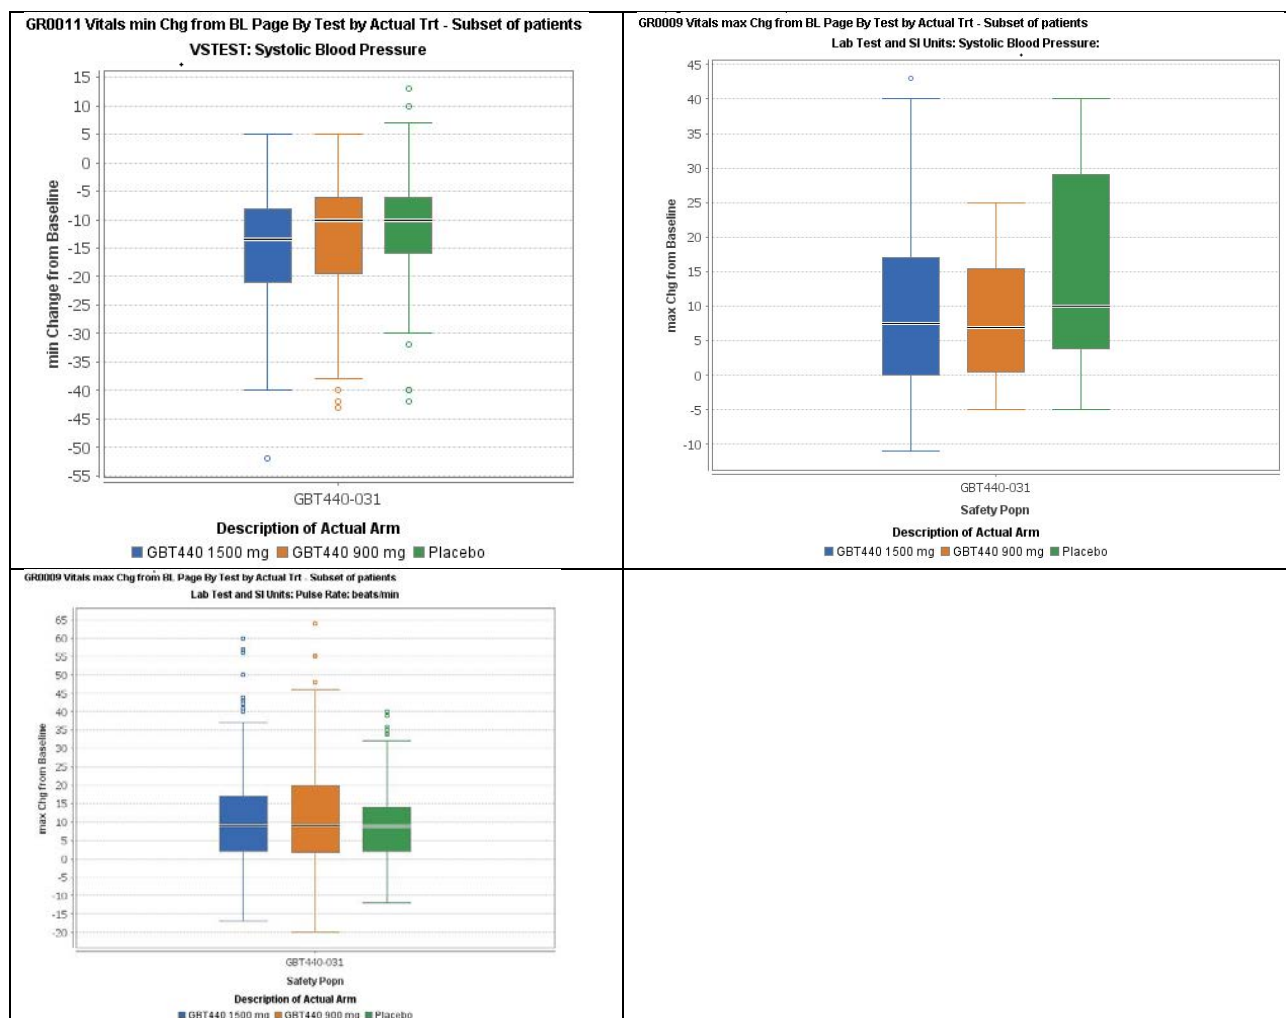 GR0011 Vitals min Chg from BL Page By Test by Actual Trt - Subset of patients
VSTEST: Systolic Blood Pressure
15
10
5
0
-5
-10
-15
-20
-25
-30
-35
-40
-45
-50
-55
min Change from Baseline
GBT440-031
Description of Actual Arm
GBT440 1500 mg GBT440 900 mg Placebo
GR0009 Vitals max Chg from BL Page By Test by Actual Trt - Subset of patients
Lab Test and SI Units: Systolic Blood Pressure:
45
40
35
30
25
20
15
10
5
0
-5
-10
max Chg from Baseline
GBT440-031
Safety Popn
Description of Actual Arm
GBT440 1500 mg GBT440 900 mg Placebo
GR0009 Vitals max Chg from BL Page By Test by Actual Trt - Subset of patients
Lab Test and SI Units: Pulse Rate: beats/min
65
60
55
50
45
40
35
30
25
20
15
10
5
0
-5
-10
-15
-20
max Chg from Baseline
GBT440-031
Safety Popn
Description of Actual Arm
GBT440 1500 mg GBT440 900 mg Placebo